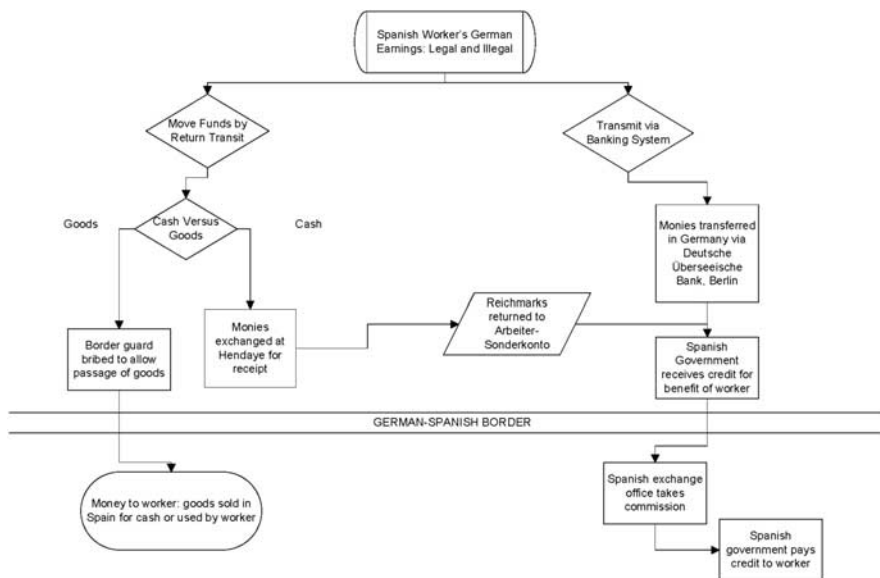 Spanish Worker's German
Earnings: Legal and Illegal
Move Funds by
Return Transit
Transmit via
Banking System
Goods
Cash Versus
Goods
Cash
Monies transferred
in Germany via
Deutsche
Überseeische
Bank, Berlin
Reichmarks
returned to
Arbeiter-
Sonderkonto
Monies
exchanged at
Hendaye for
receipt
Border guard
bribed to allow
passage of goods
Spanish
Government
receives credit for
benefit of worker
GERMAN-SPANISH BORDER
Money to worker: goods sold in
Spain for cash or used by worker
Spanish exchange
office takes
commission
Spanish
government pays
credit to worker